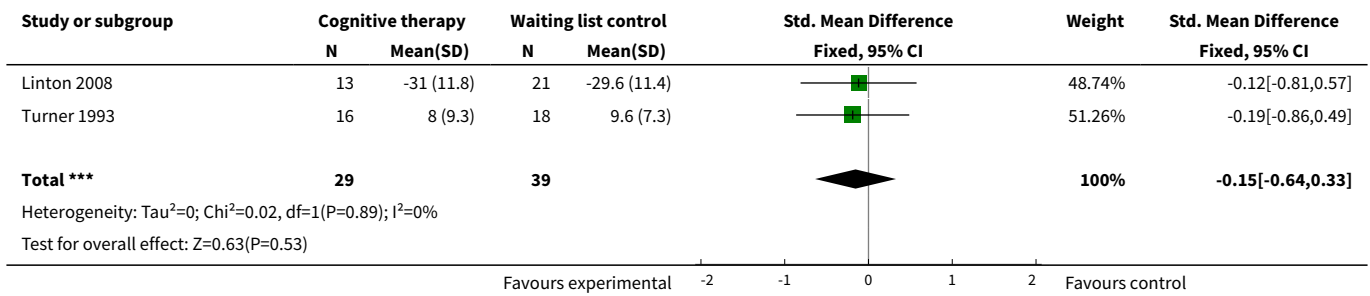 Study or subgroup Cognitive therapy Waiting list control Std. Mean Difference Weight Std. Mean Difference
N Mean(SD) N Mean(SD) Fixed, 95% CI Fixed, 95% CI
Linton 2008 13 -31 (11.8) 21 -29.6 (11.4) 48.74% -0.12[-0.81,0.57]
Turner 1993 16 8 (9.3) 18 9.6 (7.3) 51.26% -0.19[-0.86,0.49]
Total *** 29 39 100% -0.15[-0.64,0.33]
Heterogeneity: Tau²=0; Chi²=0.02, df=1(P=0.89); I²=0%
Test for overall effect: Z=0.63(P=0.53)
Favours experimental -2 -1 0 1 2 Favours control